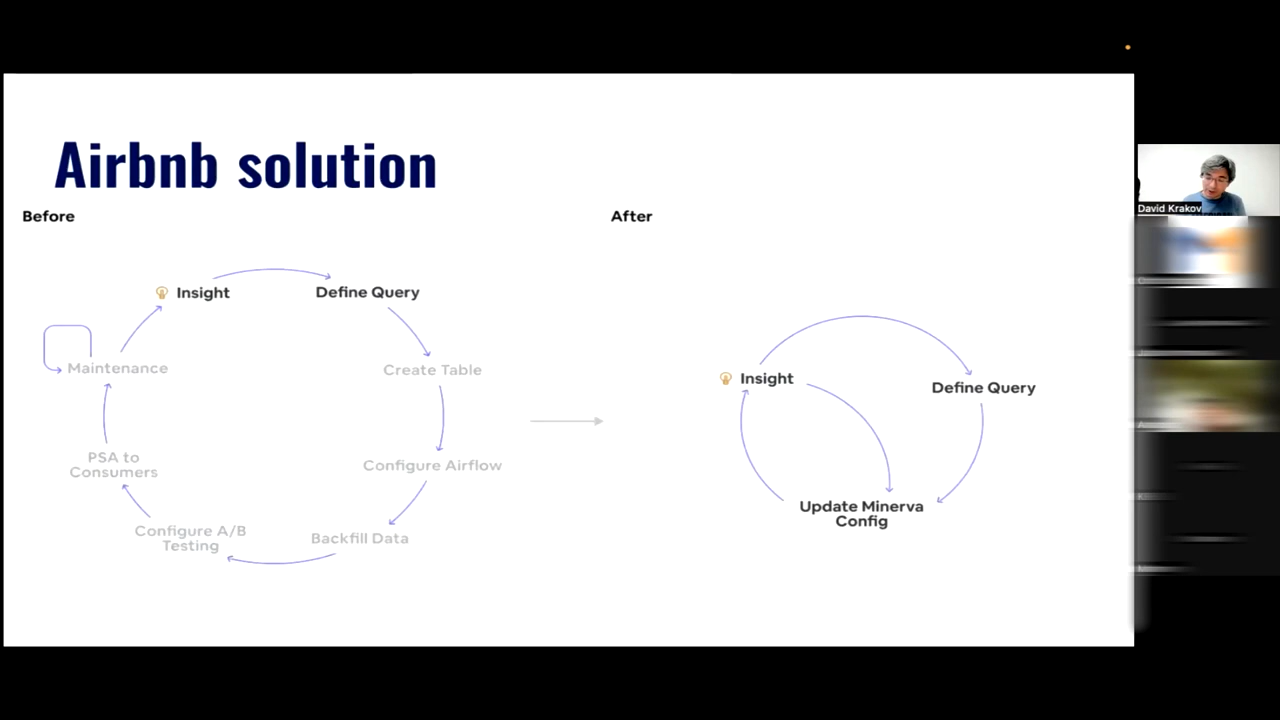 Airbnb solution
Before
After
Insight
Define Query
Maintenance
Create Table
PSA to
Consumers
Configure Airflow
Configure A/B
Testing
Backfill Data
Insight
Define Query
Update Minerva
Config
David Krakov